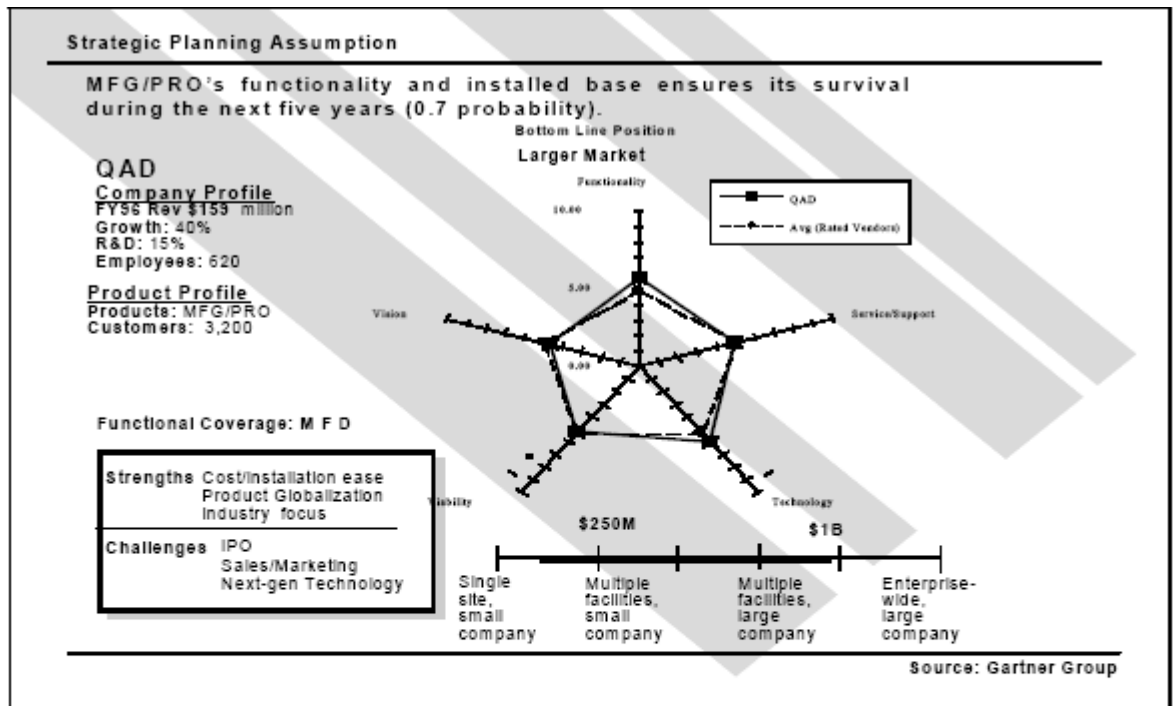 Strategic Planning Assumption
MFG/PRO's functionality and installed base ensures its survival
during the next five years (0.7 probability).
Bottom Line Position
Larger Market
QAD
Company Profile
FY96 Rev $159 million
Growth: 40%
R&D: 15%
Employees: 620
Product Profile
Products: MFG/PRO
Customers: 3,200
Functionality
10.00
5.00
0.00
QAD
Avg (Rated Vendors)
Vision
Service/Support
Viability
Technology
Functional Coverage: M F D
Strengths Cost/Installation ease
Product Globalization
Industry focus
Challenges IPO
Sales/Marketing
Next-gen Technology
$250M
$1B
Single
site,
small
company
Multiple
facilities,
small
company
Multiple
facilities,
large
company
Enterprise-
wide,
large
company
Source: Gartner Group